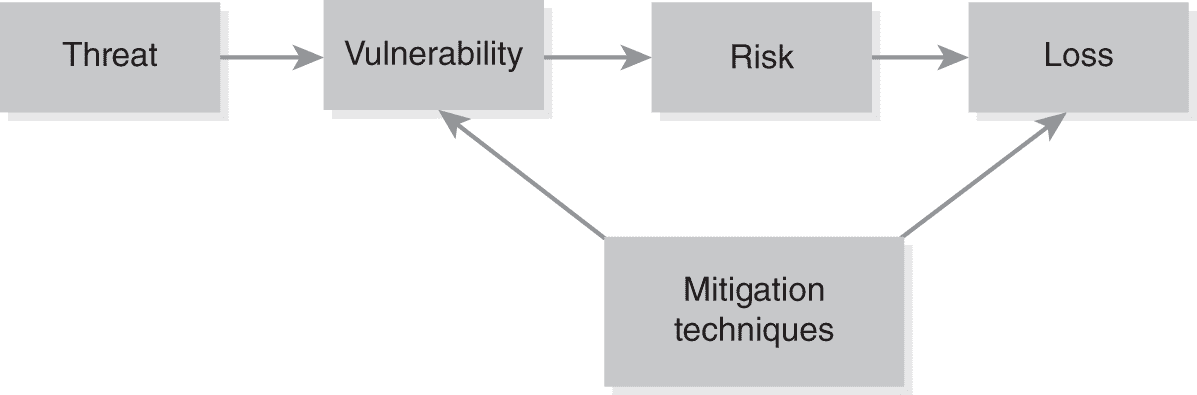 Threat
Vulnerability
Risk
Loss
Mitigation
techniques